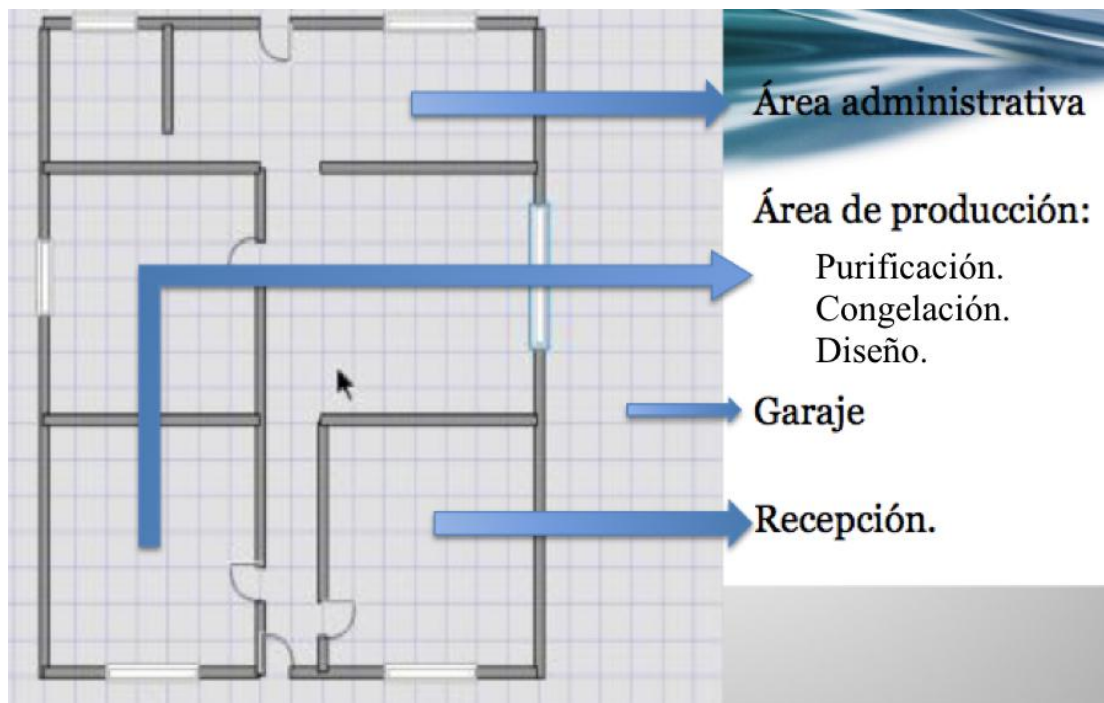 Área administrativa
Área de producción:
Purificación.
Congelación.
Diseño.
Garaje
Recepción.